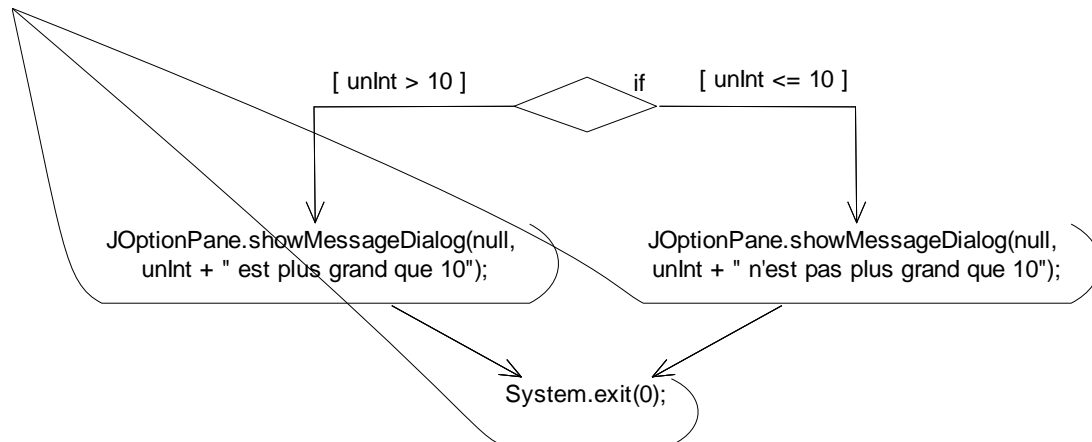 [ unInt > 10 ]
if
[ unInt <= 10 ]
JOptionPane.showMessageDialog(null,
unInt + " est plus grand que 10");
JOptionPane.showMessageDialog(null,
unInt + " n'est pas plus grand que 10");
System.exit(0);